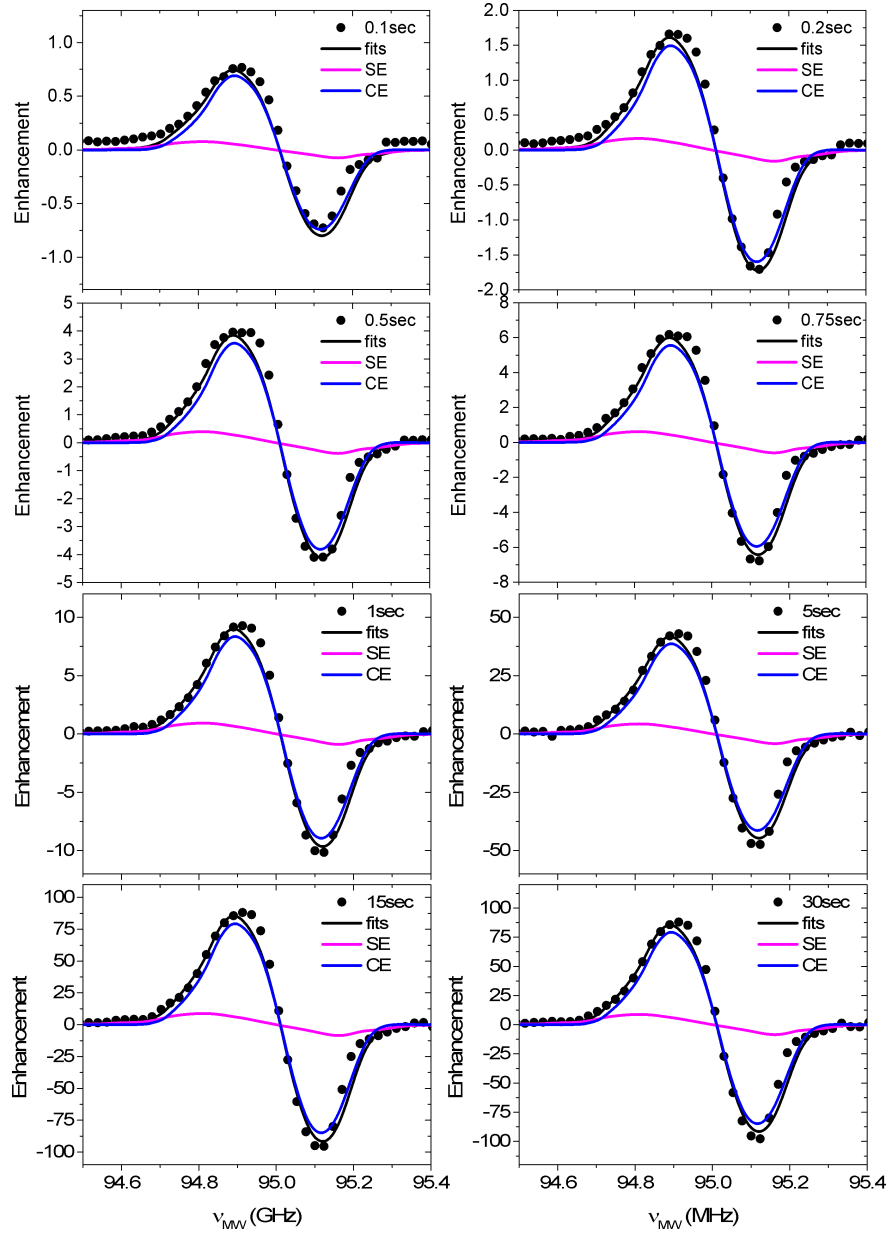 0.1sec
fits
SE
CE
1.0
0.5
0.0
-0.5
-1.0
Enhancement
0.2sec
fits
SE
CE
2.0
1.5
1.0
0.5
0.0
-0.5
-1.0
-1.5
-2.0
Enhancement
0.5sec
fits
SE
CE
5
4
3
2
1
0
-1
-2
-3
-4
-5
Enhancement
0.75sec
fits
SE
CE
8
6
4
2
0
-2
-4
-6
-8
Enhancement
1sec
fits
SE
CE
10
5
0
-5
-10
Enhancement
5sec
fits
SE
CE
50
25
0
-25
-50
Enhancement
15sec
fits
SE
CE
100
75
50
25
0
-25
-50
-75
-100
Enhancement
94.6 94.8 95.0 95.2 95.4
νMW (GHz)
30sec
fits
SE
CE
100
75
50
25
0
-25
-50
-75
-100
Enhancement
94.6 94.8 95.0 95.2 95.4
νMW (MHz)